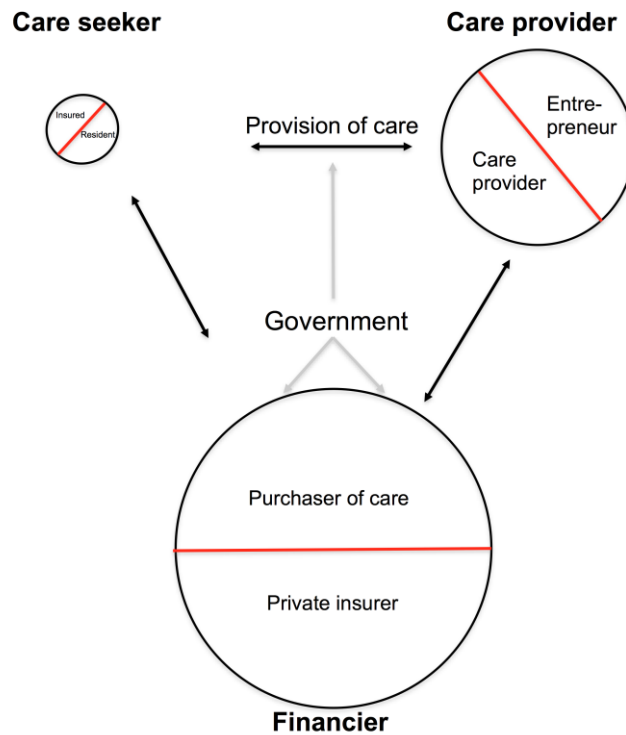 Care seeker
Care provider
Insured
Resident
Provision of care
Entre-
preneur
Care
provider
Government
Purchaser of care
Private insurer
Financier